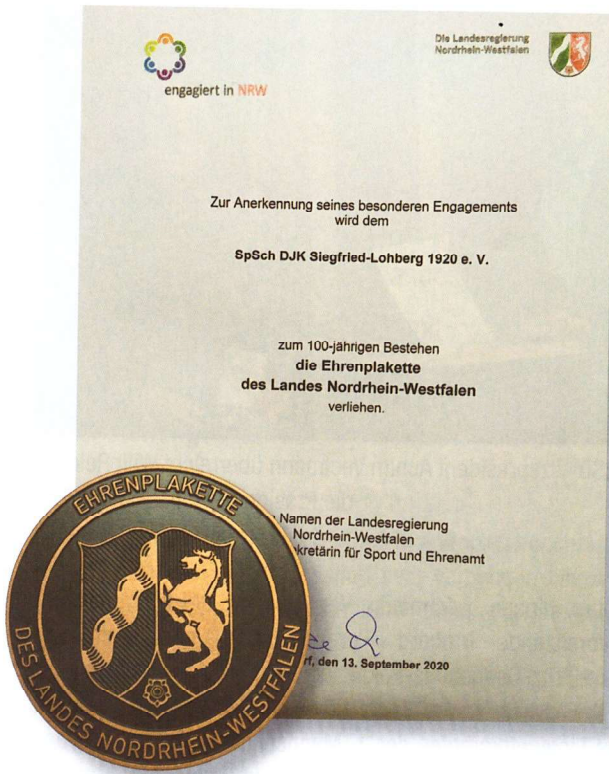 engagiert in NRW
Die Landesregierung
Nordrhein-Westfalen
Zur Anerkennung seines besonderen Engagements
wird dem
SpSch DJK Siegfried-Lohberg 1920 e. V.
zum 100-jährigen Bestehen
die Ehrenplakette
des Landes Nordrhein-Westfalen
verliehen.
Namen der Landesregierung
Nordrhein-Westfalen
kretärin für Sport und Ehrenamt
rf, den 13. September 2020
EHRENPLAKETTE
DES LANDES NORDRHEIN-WESTFALEN